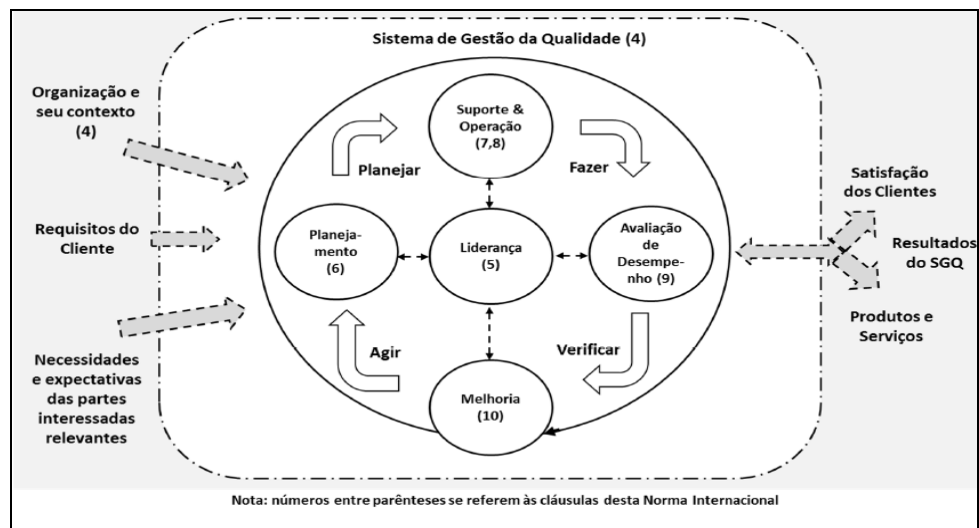 Sistema de Gestão da Qualidade (4)
Organização e
seu contexto
(4)
Requisitos do
Cliente
Necessidades
e expectativas
das partes
interessadas
relevantes
Suporte &
Operação
(7,8)
Planejar
Fazer
Planeja-
mento
(6)
Liderança
(5)
Avaliação
de
Desempe-
nho (9)
Agir
Verificar
Melhoria
(10)
Satisfação
dos Clientes
Resultados
do SGQ
Produtos e
Serviços
Nota: números entre parênteses se referem às cláusulas desta Norma Internacional